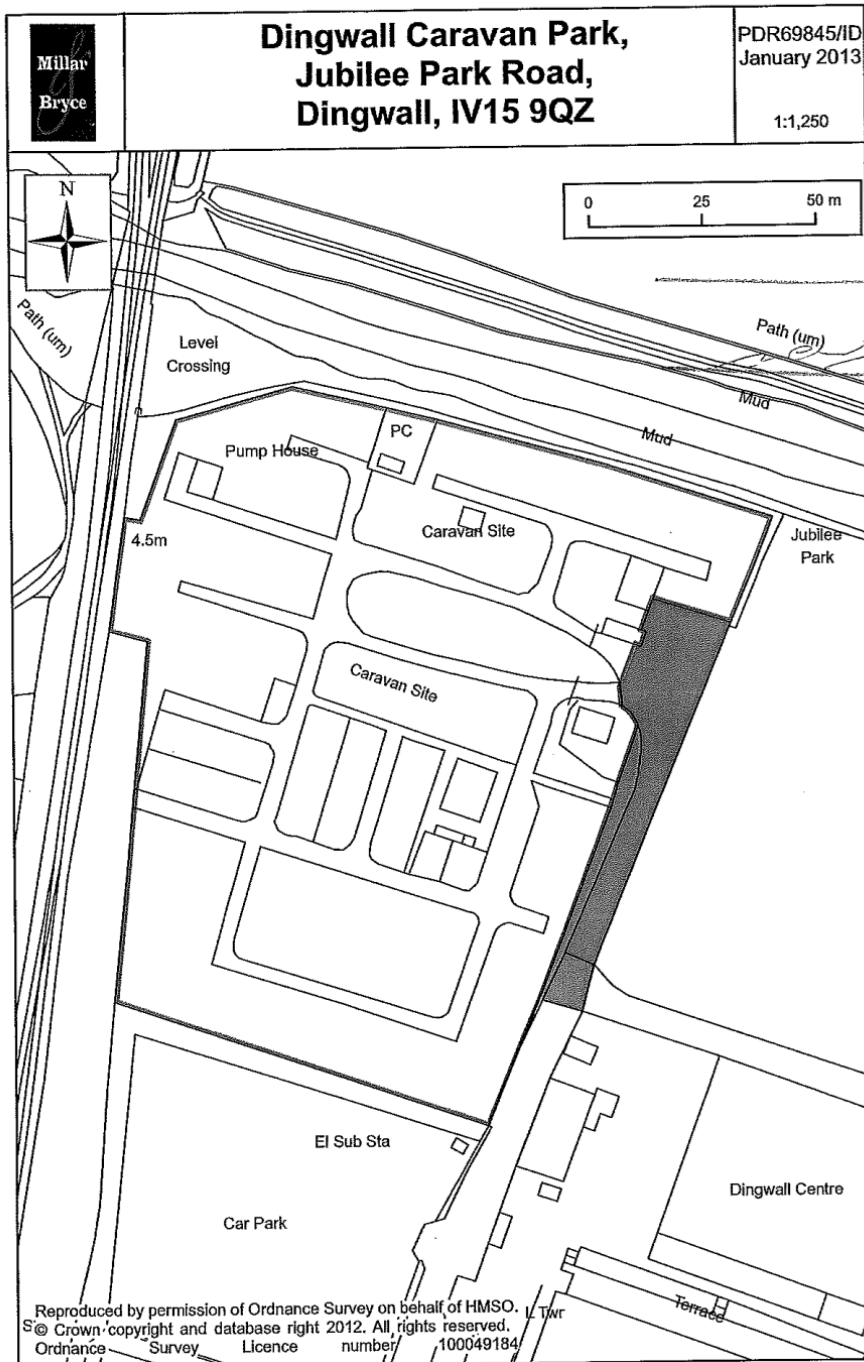 Millar
&
Bryce
Dingwall Caravan Park,
Jubilee Park Road,
Dingwall, IV15 9QZ
PDR69845/ID
January 2013
1:1,250
N
0 25 50 m
Path (um)
Level
Crossing
Path (um)
Mud
Mud
PC
Pump House
Caravan Site
Jubilee
Park
4.5m
Caravan Site
El Sub Sta
Dingwall Centre
Car Park
Terrace
L Twr
Reproduced by permission of Ordnance Survey on behalf of HMSO.
© Crown copyright and database right 2012. All rights reserved.
Ordnance Survey Licence number 100049184